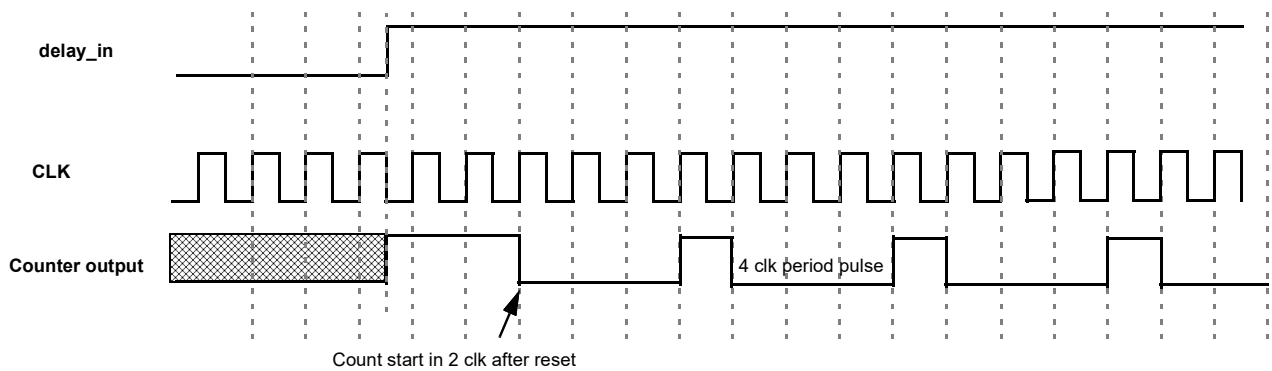 delay_in
CLK
Counter output
4 clk period pulse
Count start in 2 clk after reset